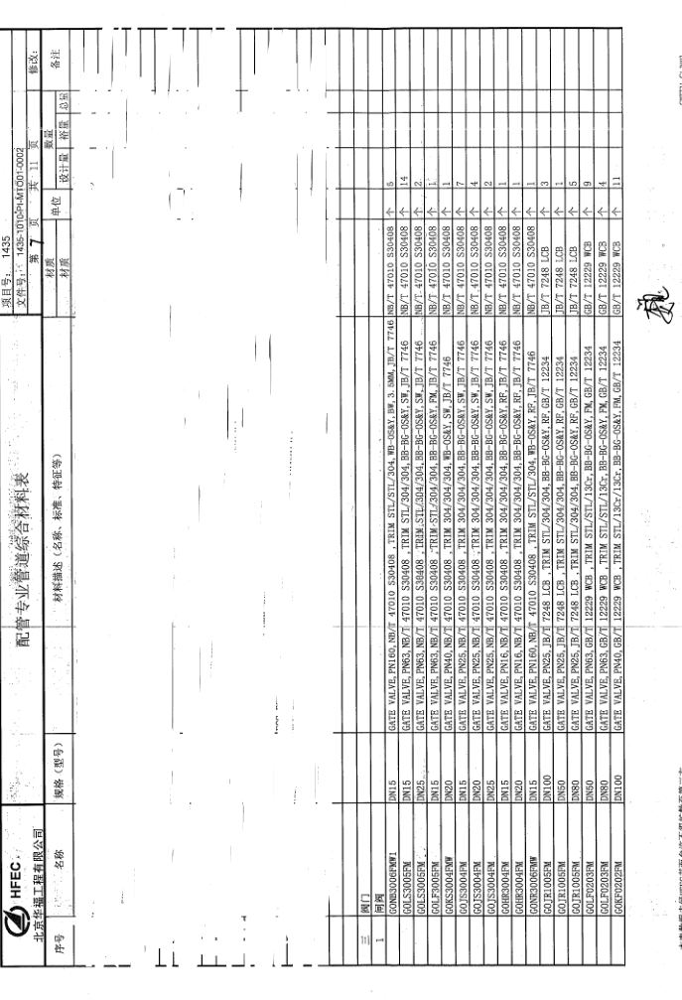 HFEC
北京华福工程有限公司
配管专业管道综合材料表
项目号: 1435
文件号: 1435-1010-PI-MTO01-0002
第 7 页 共 11 页
修改:
序号 名称 规格（型号） 材料描述（名称、标准、特征等） 材质 材质 单位 数量 设计量 裕量 总量 备注
三 阀门
1 闸阀
GONB3006FMW1 DN15 GATE VALVE, PN160, NB/T 47010 S30408 ,TRIM STL/STL/304, WB-OS&Y, BW, 3.5MM, JB/T 7746 NB/T 47010 S30408 个 5
GOLS3005FM DN15 GATE VALVE, PN63, NB/T 47010 S30408 ,TRIM STL/304/304, BB-BG-OS&Y, SW, JB/T 7746 NB/T 47010 S30408 个 14
GOLS3005FM DN25 GATE VALVE, PN63, NB/T 47010 S30408 ,TRIM STL/304/304, BB-BG-OS&Y, SW, JB/T 7746 NB/T 47010 S30408 个 2
GOLF3005FM DN15 GATE VALVE, PN63, NB/T 47010 S30408 ,TRIM STL/304/304, BB-BG-OS&Y, FM, JB/T 7746 NB/T 47010 S30408 个 1
GOKS3004FMW DN20 GATE VALVE, PN40, NB/T 47010 S30408 ,TRIM 304/304/304, WB-OS&Y, SW, JB/T 7746 NB/T 47010 S30408 个 1
GOJS3004FM DN15 GATE VALVE, PN25, NB/T 47010 S30408 ,TRIM 304/304/304, BB-BG-OS&Y, SW, JB/T 7746 NB/T 47010 S30408 个 7
GOJS3004FM DN20 GATE VALVE, PN25, NB/T 47010 S30408 ,TRIM 304/304/304, BB-BG-OS&Y, SW, JB/T 7746 NB/T 47010 S30408 个 4
GOJS3004FM DN25 GATE VALVE, PN25, NB/T 47010 S30408 ,TRIM 304/304/304, BB-BG-OS&Y, SW, JB/T 7746 NB/T 47010 S30408 个 2
GOHR3004FM DN15 GATE VALVE, PN16, NB/T 47010 S30408 ,TRIM 304/304/304, BB-BG-OS&Y, RF, JB/T 7746 NB/T 47010 S30408 个 1
GOHR3004FM DN20 GATE VALVE, PN16, NB/T 47010 S30408 ,TRIM 304/304/304, BB-BG-OS&Y, RF, JB/T 7746 NB/T 47010 S30408 个 1
GONR3006FMW DN15 GATE VALVE, PN160, NB/T 47010 S30408 ,TRIM STL/STL/304, WB-OS&Y, RF, JB/T 7746 NB/T 47010 S30408 个 1
GOJR1005FM DN100 GATE VALVE, PN25, JB/T 7248 LCB ,TRIM STL/304/304, BB-BG-OS&Y, RF, GB/T 12234 JB/T 7248 LCB 个 3
GOJR1005FM DN50 GATE VALVE, PN25, JB/T 7248 LCB ,TRIM STL/304/304, BB-BG-OS&Y, RF, GB/T 12234 JB/T 7248 LCB 个 1
GOJR1005FM DN80 GATE VALVE, PN25, JB/T 7248 LCB ,TRIM STL/304/304, BB-BG-OS&Y, RF, GB/T 12234 JB/T 7248 LCB 个 5
GOLF0203FM DN50 GATE VALVE, PN63, GB/T 12229 WCB ,TRIM STL/STL/13Cr, BB-BG-OS&Y, FM, GB/T 12234 GB/T 12229 WCB 个 9
GOLF0203FM DN80 GATE VALVE, PN63, GB/T 12229 WCB ,TRIM STL/STL/13Cr, BB-BG-OS&Y, FM, GB/T 12234 GB/T 12229 WCB 个 4
GOKF0202FM DN100 GATE VALVE, PN40, GB/T 12229 WCB ,TRIM STL/13Cr/13Cr, BB-BG-OS&Y, FM, GB/T 12234 GB/T 12229 WCB 个 11